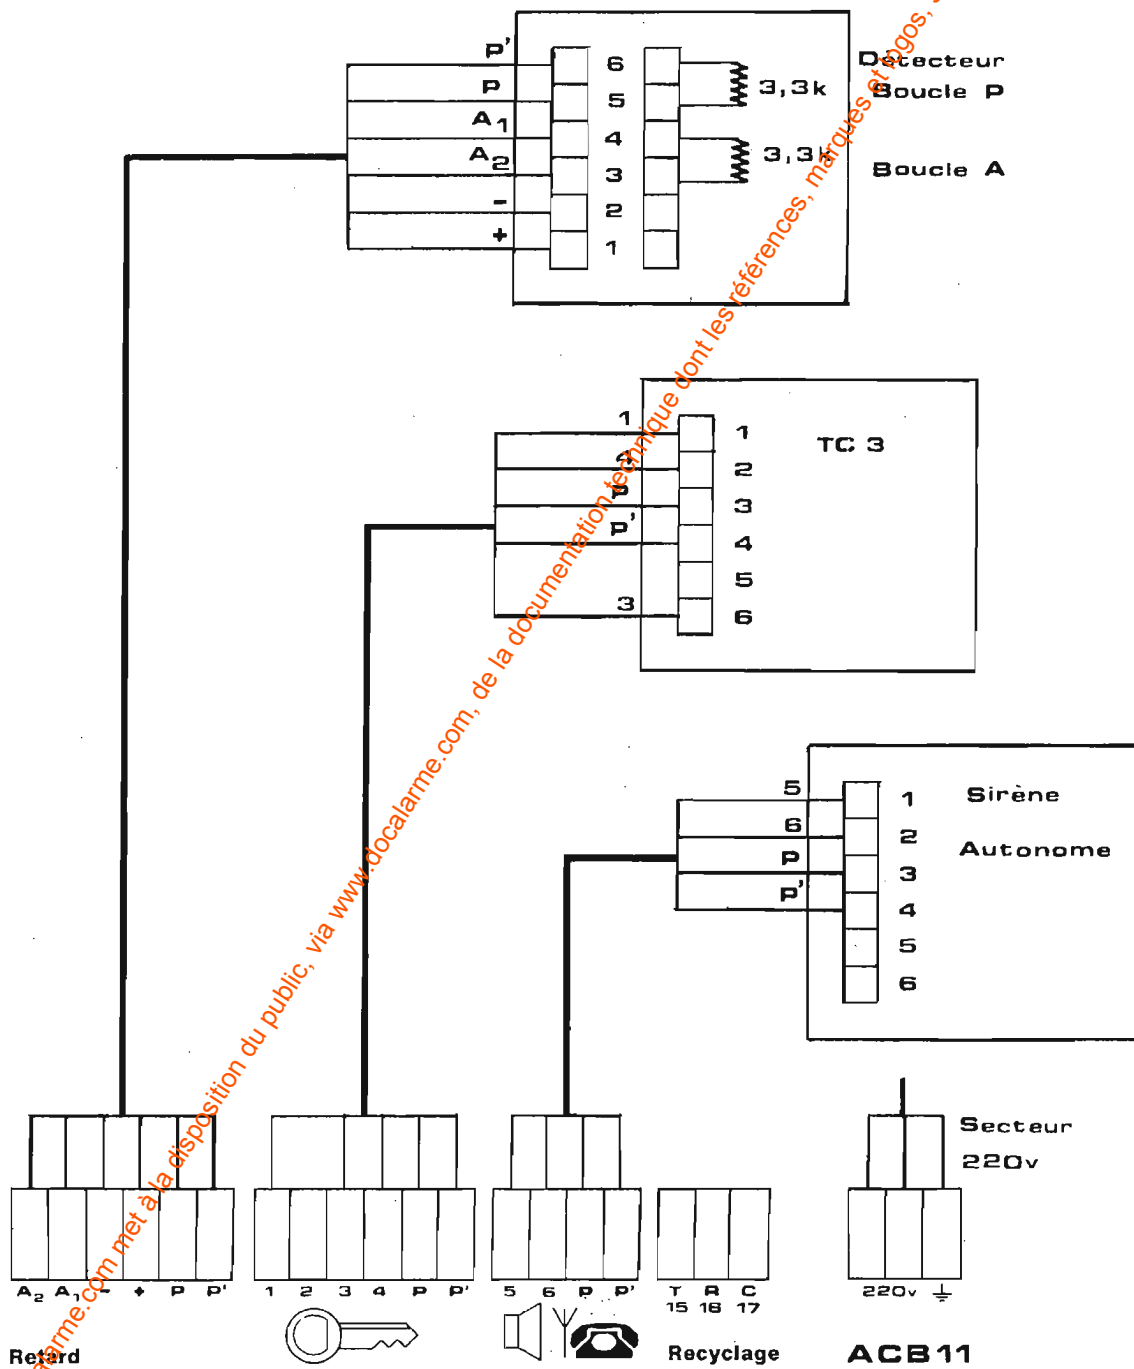 P'
P
A1
A2
-
+
6
5
4
3
2
1
3,3k
3,3k
Détecteur
Boucle P
Boucle A
1
P
P'
3
1
2
3
4
5
6
TC 3
5
6
P
P'
1
2
3
4
5
6
Sirène
Autonome
Secteur
220v
A2 A1 - + P P'
1 2 3 4 P P'
5 6 P P'
T R C
15 16 17
220v
Retard
Recyclage
ACB11
alarme.com met à la disposition du public, via www.docalarme.com, de la documentation technique dont les références, marques et logos,